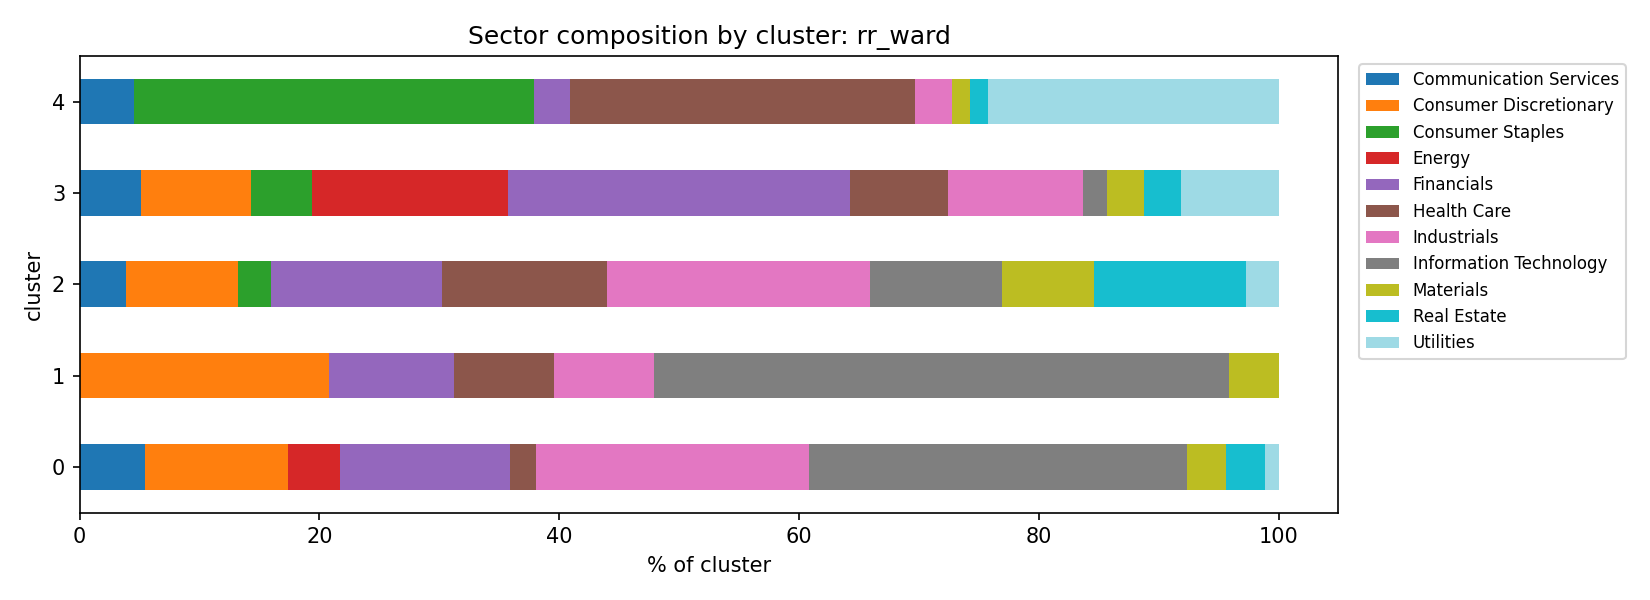 Sector composition by cluster: rr_ward
cluster
4
3
2
1
0
0 20 40 60 80 100
% of cluster
Communication Services
Consumer Discretionary
Consumer Staples
Energy
Financials
Health Care
Industrials
Information Technology
Materials
Real Estate
Utilities